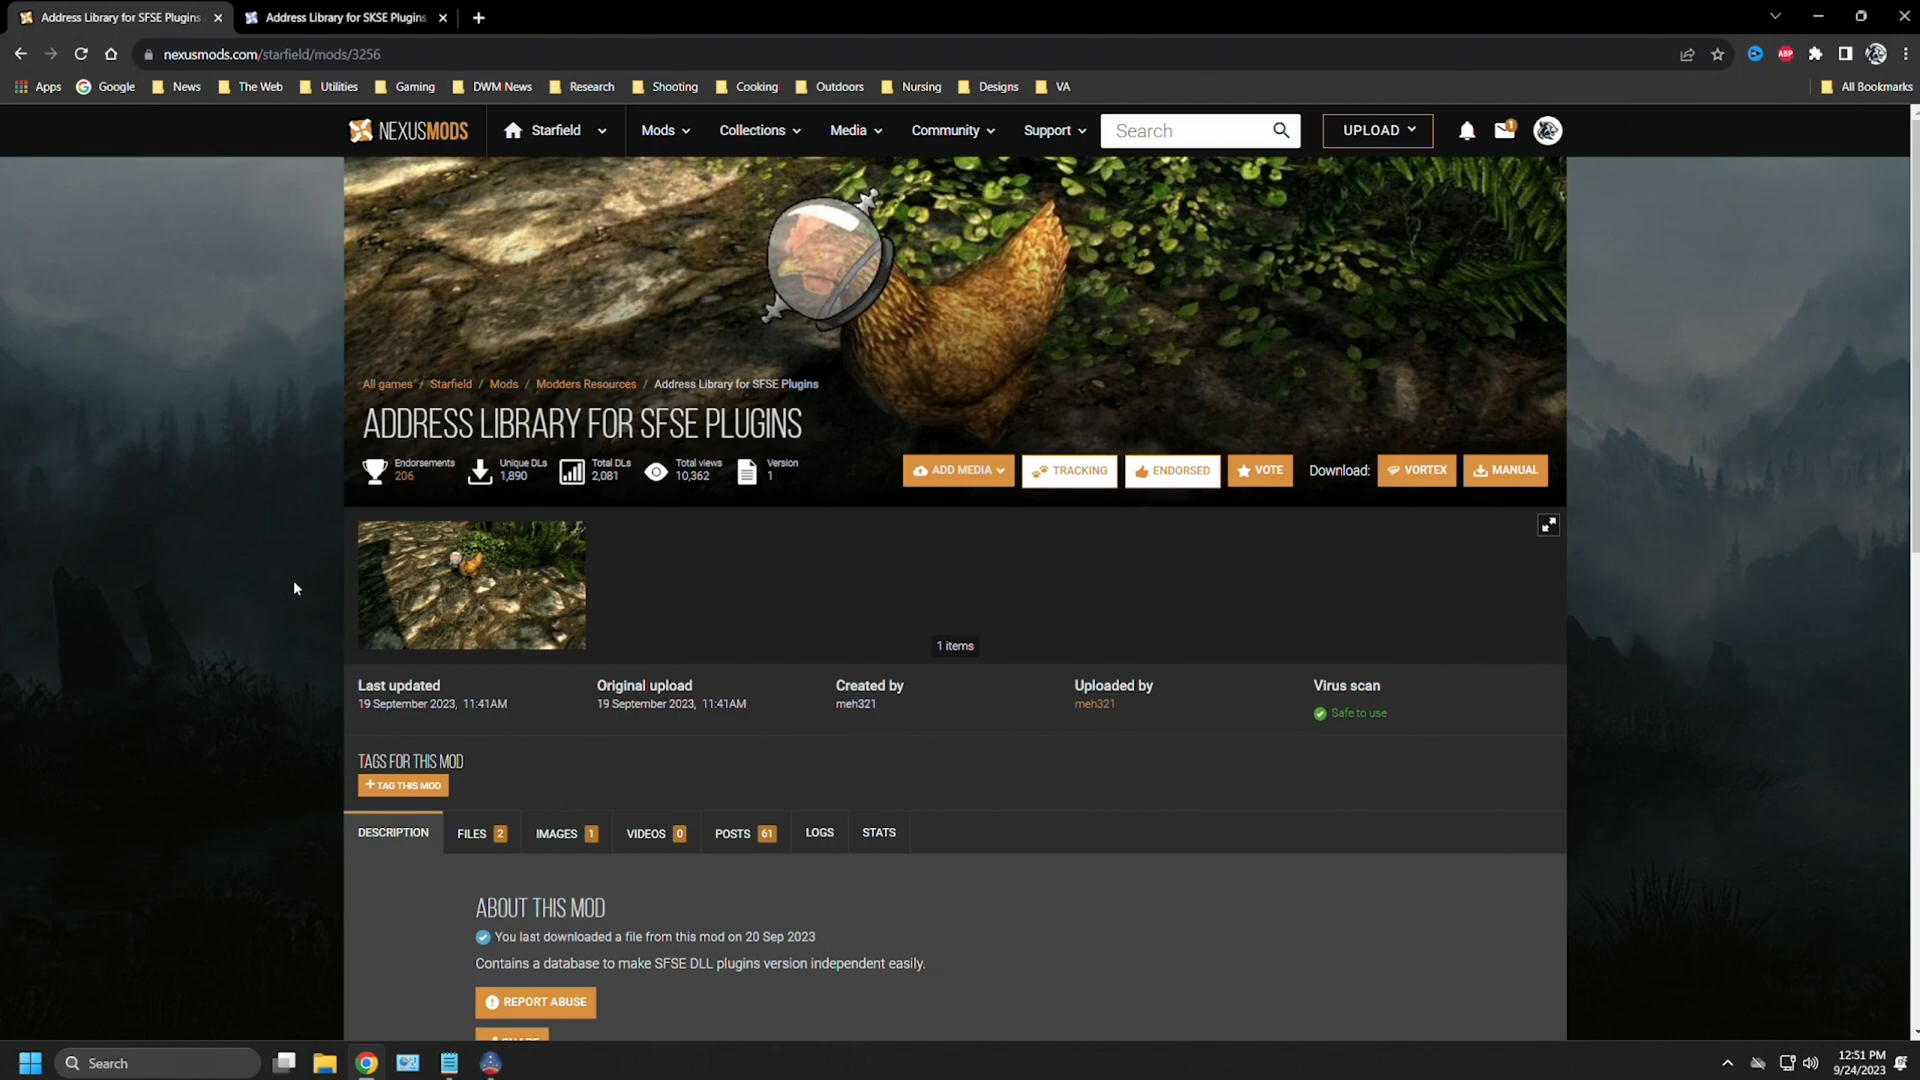 Address Library for SFSE Plugins
Address Library for SKSE Plugins
nexusmods.com/starfield/mods/3256
ABP
Apps
Google
News
The Web
Utilities
Gaming
DWM News
Research
Shooting
Cooking
Outdoors
Nursing
Designs
VA
All Bookmarks
NEXUSMODS
Starfield
Mods
Collections
Media
Community
Support
Search
UPLOAD
1
All games / Starfield / Mods / Modders Resources / Address Library for SFSE Plugins
ADDRESS LIBRARY FOR SFSE PLUGINS
Endorsements
206
Unique DLs
1,890
Total DLs
2,081
Total views
10,362
Version
1
ADD MEDIA
TRACKING
ENDORSED
VOTE
Download:
VORTEX
MANUAL
1 items
Last updated
19 September 2023, 11:41AM
Original upload
19 September 2023, 11:41AM
Created by
meh321
Uploaded by
meh321
Virus scan
Safe to use
TAGS FOR THIS MOD
+ TAG THIS MOD
DESCRIPTION
FILES 2
IMAGES 1
VIDEOS 0
POSTS 61
LOGS
STATS
ABOUT THIS MOD
You last downloaded a file from this mod on 20 Sep 2023
Contains a database to make SFSE DLL plugins version independent easily.
REPORT ABUSE
Search
12:51 PM
9/24/2023